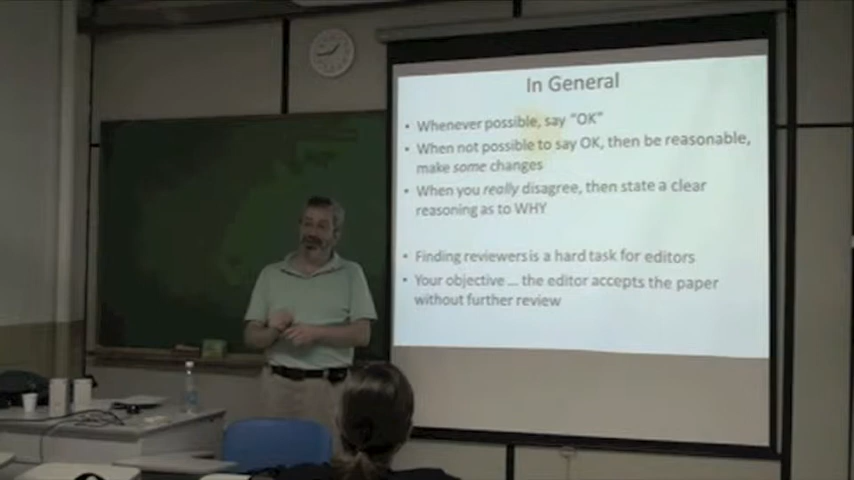 In General
• Whenever possible, say "OK"
• When not possible to say OK, then be reasonable,
make some changes
• When you really disagree, then state a clear
reasoning as to WHY
• Finding reviewers is a hard task for editors
• Your objective ... the editor accepts the paper
without further review